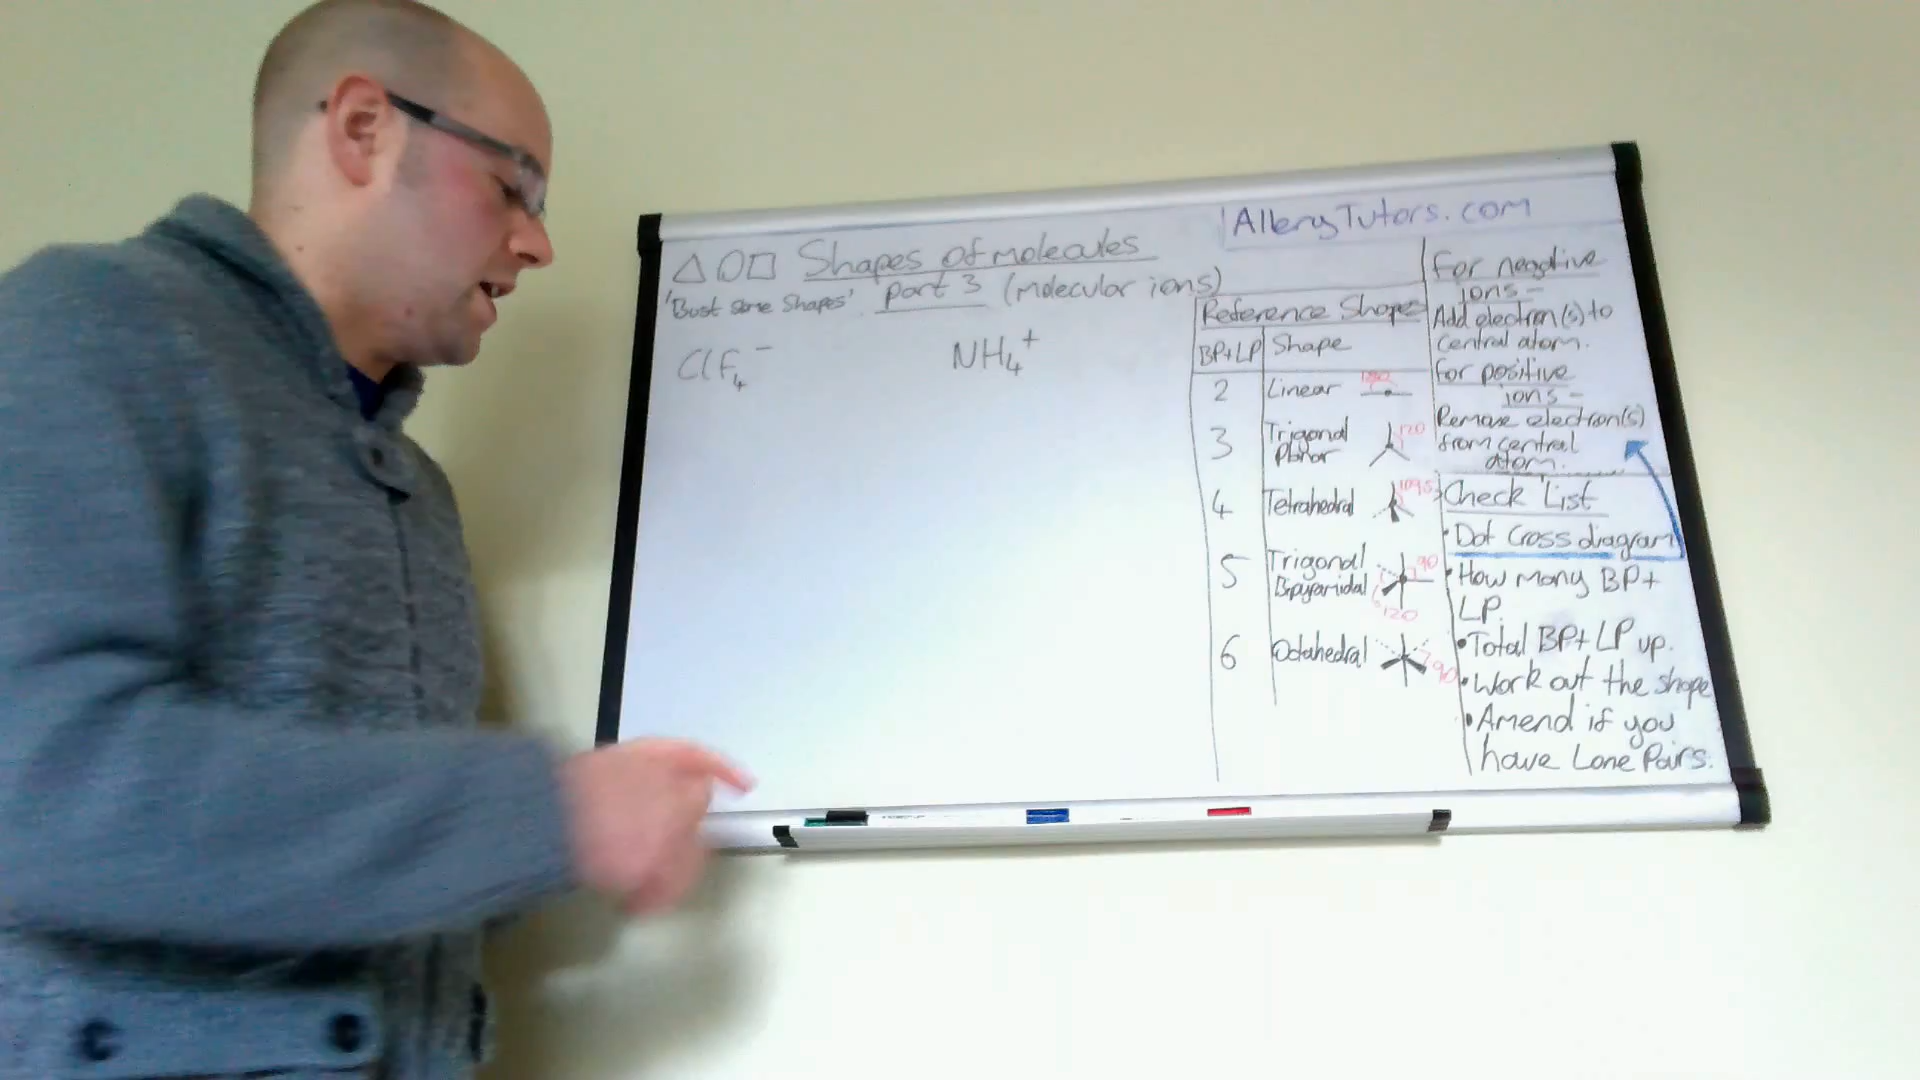 AlleryTutors.com
Shapes of molecules
'Bust some shapes' part 3 (molecular ions)
ClF₄⁻
NH₄⁺
Reference Shapes
BP+LP Shape
2 Linear 180
3 Trigonal Planar 120
4 Tetrahedral 109.5
5 Trigonal Bipyramidal 90 120
6 Octahedral 90
For negative
ions -
Add electron(s) to
central atom.
for positive
ions -
Remove electron(s)
from central
atom.
Check List
• Dot Cross diagram
• How many BP+
LP.
• Total BP+LP up.
• Work out the shape
• Amend if you
have Lone Pairs.